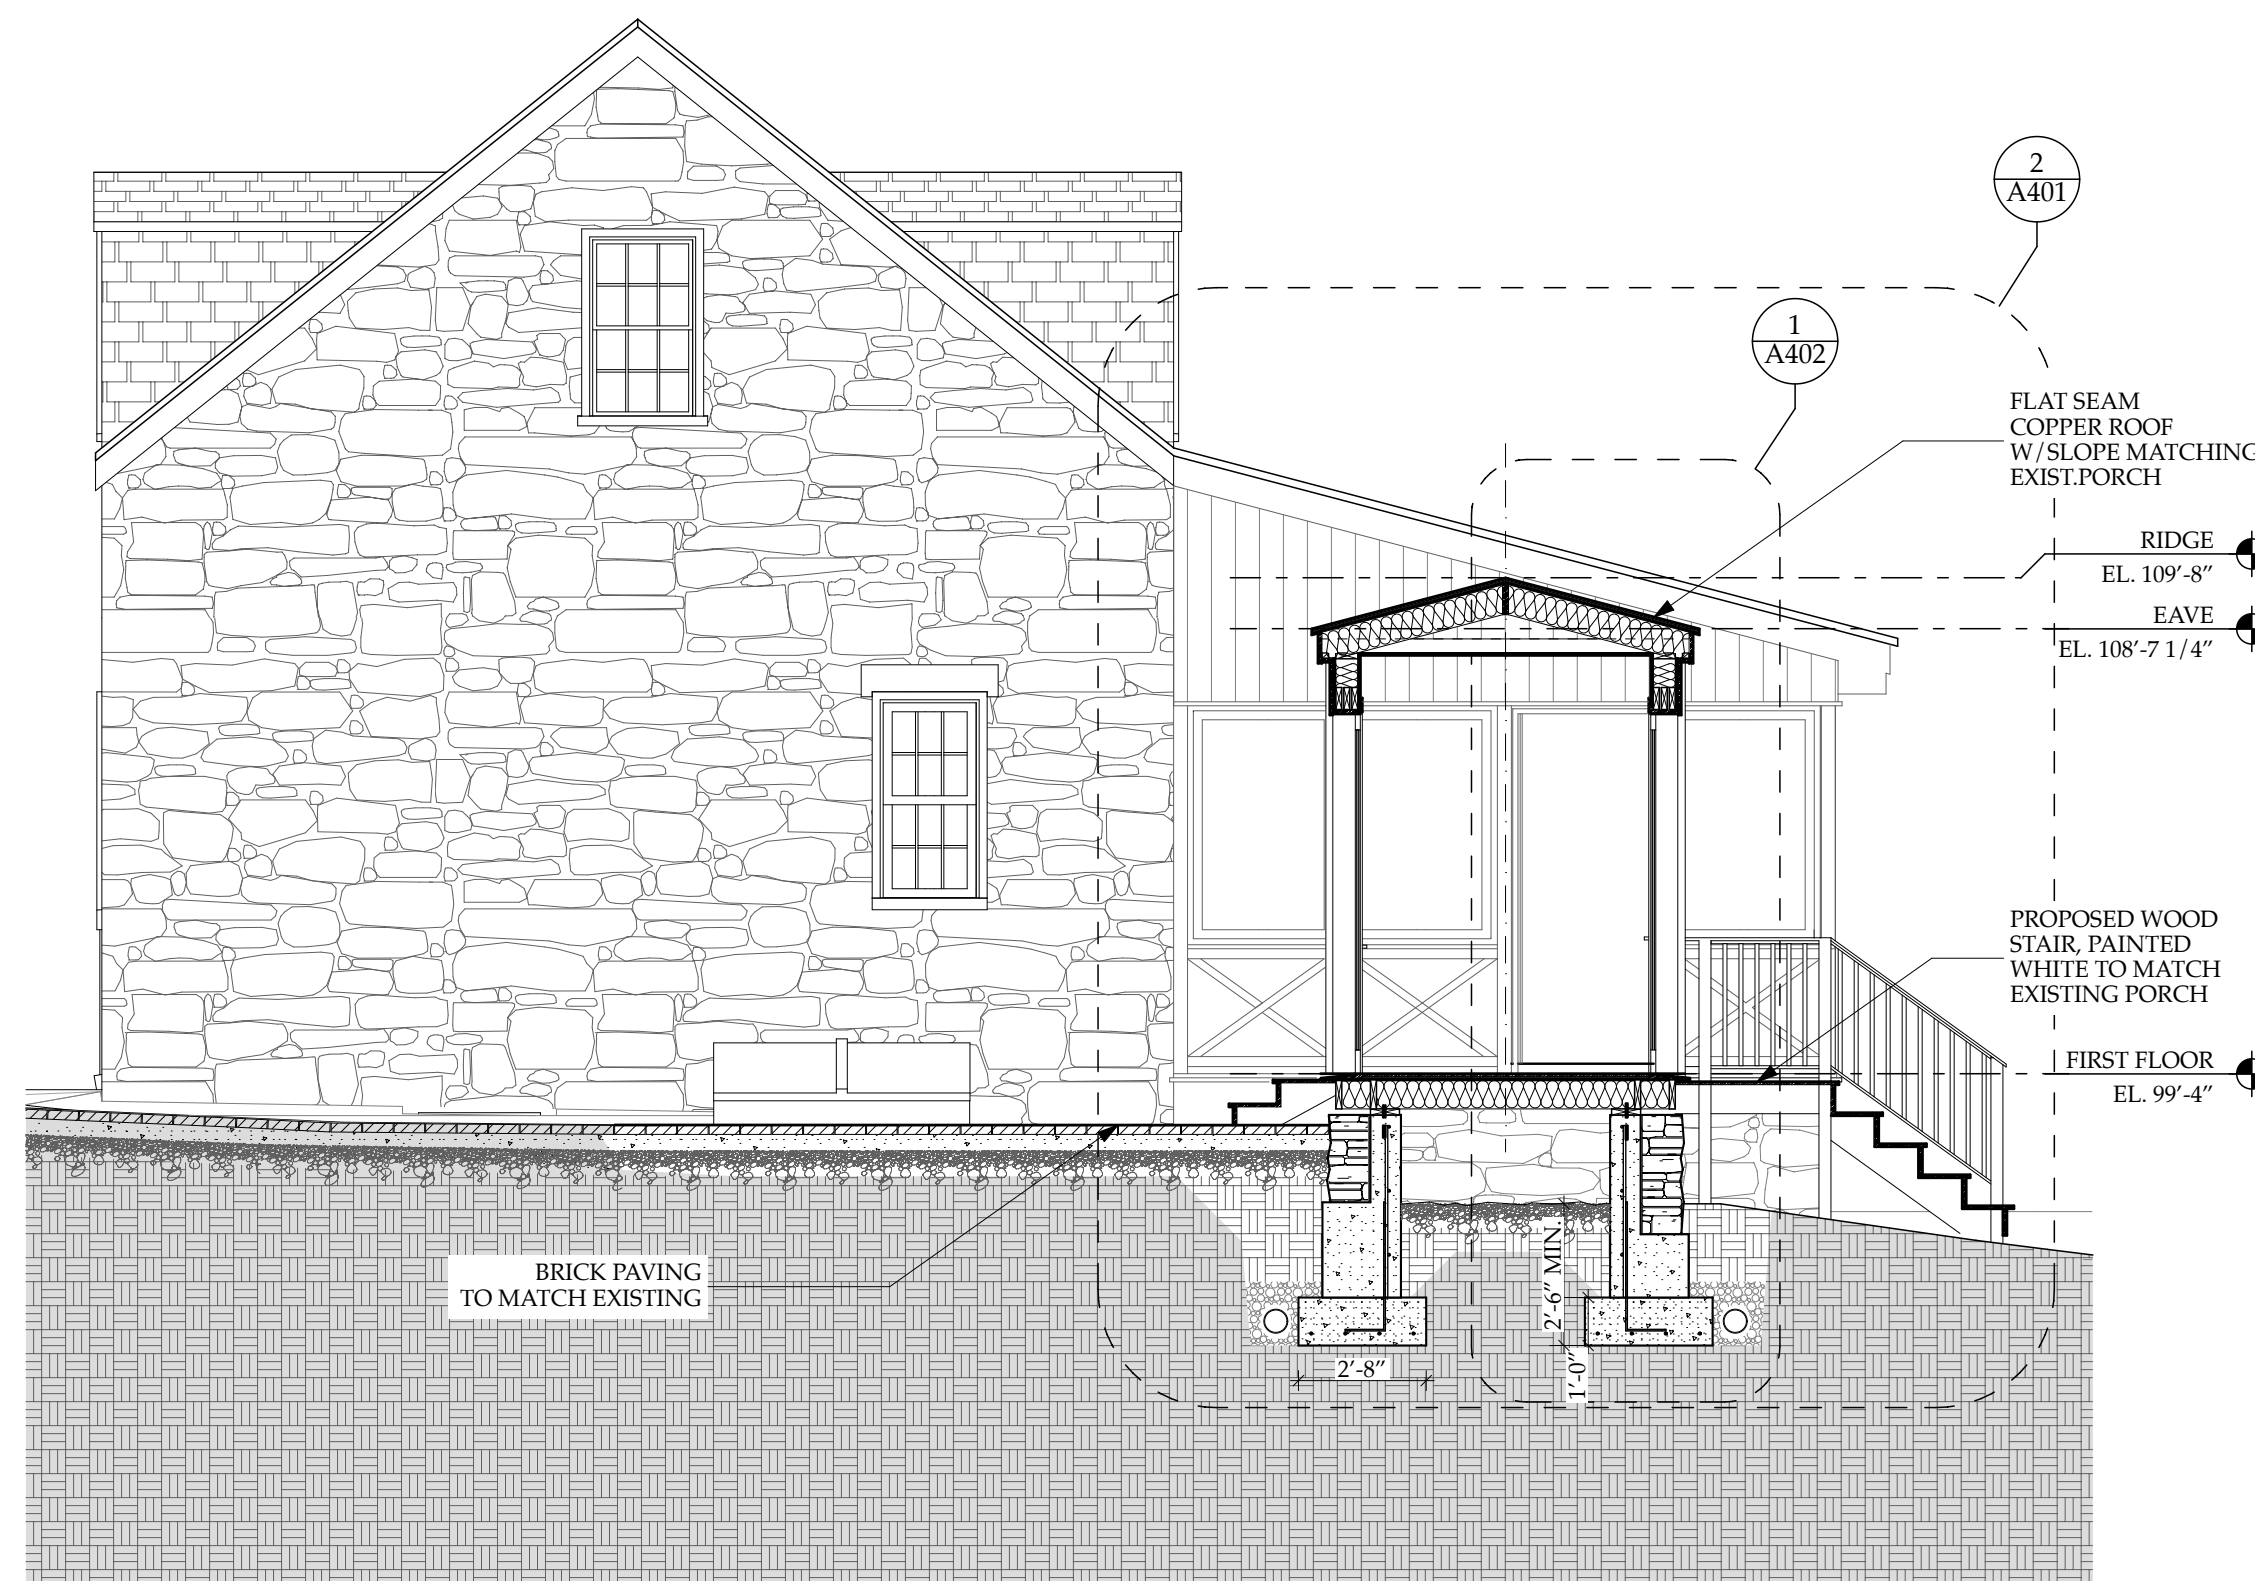 2
A401
1
A402
FLAT SEAM
COPPER ROOF
W/SLOPE MATCHING
EXIST.PORCH
RIDGE
EL. 109'-8"
EAVE
EL. 108'-7 1/4"
PROPOSED WOOD
STAIR, PAINTED
WHITE TO MATCH
EXISTING PORCH
FIRST FLOOR
EL. 99'-4"
BRICK PAVING
TO MATCH EXISTING
2'-6" MIN.
1'-0"
2'-8"